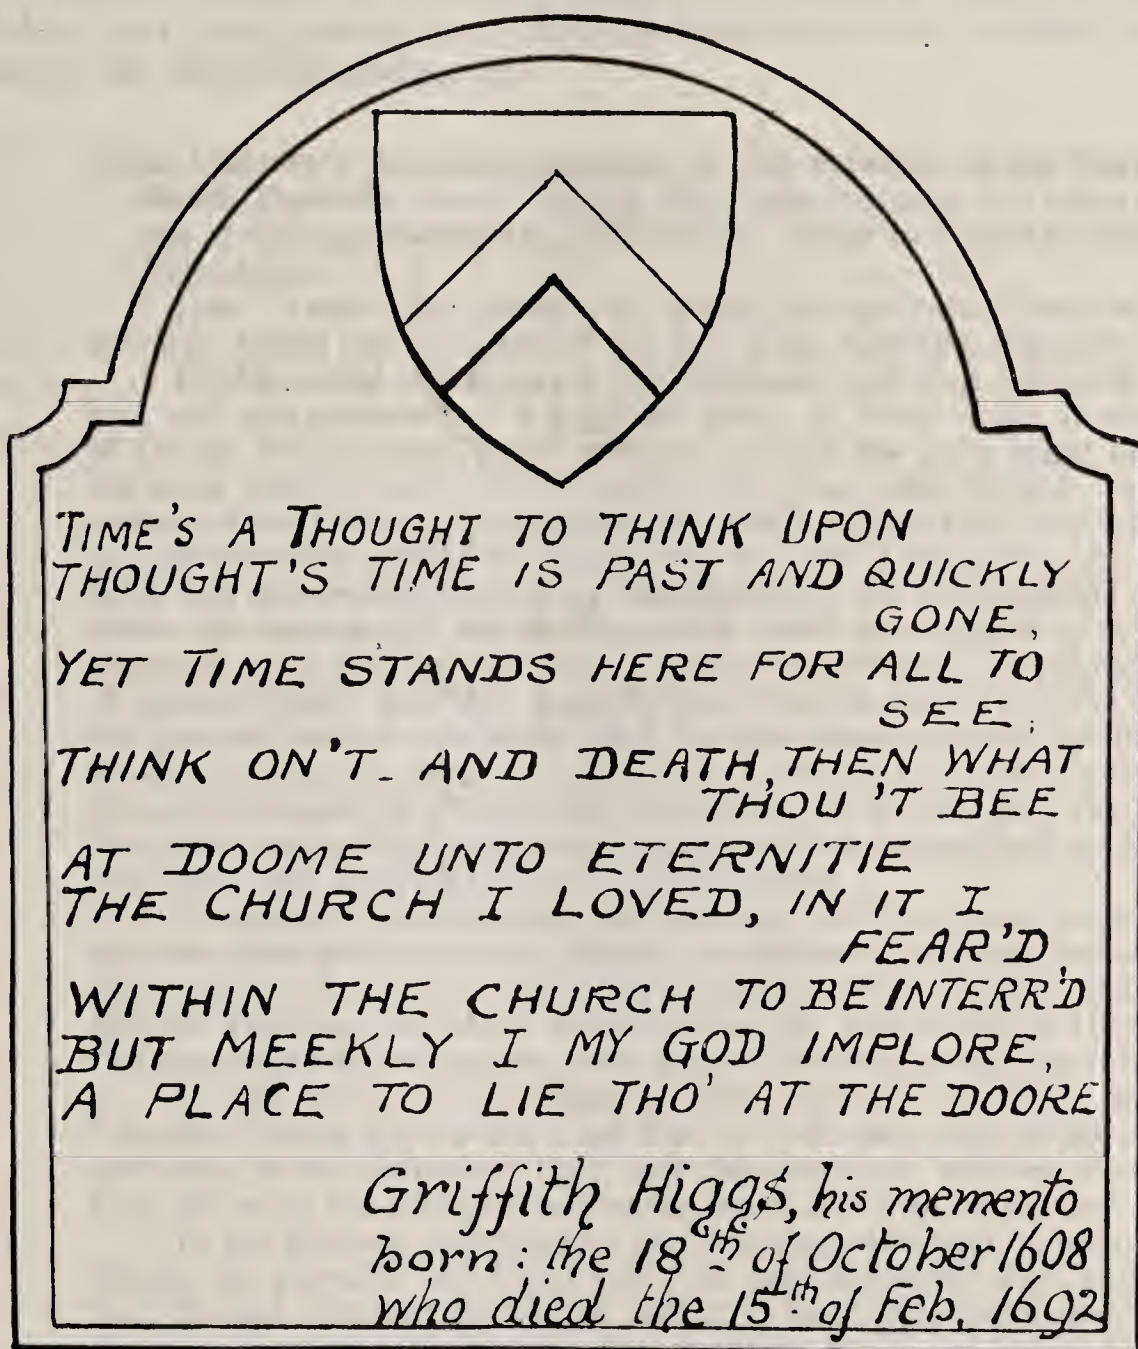 TIME'S A THOUGHT TO THINK UPON
THOUGHT'S TIME IS PAST AND QUICKLY
GONE,
YET TIME STANDS HERE FOR ALL TO
SEE,
THINK ON'T- AND DEATH, THEN WHAT
THOU'T BEE
AT DOOME UNTO ETERNITIE
THE CHURCH I LOVED, IN IT I
FEAR'D,
WITHIN THE CHURCH TO BE INTERR'D
BUT MEEKLY I MY GOD IMPLORE,
A PLACE TO LIE THO' AT THE DOORE
Griffith Higgs, his memento
born: the 18th of October 1608
who died the 15th of Feb, 1692